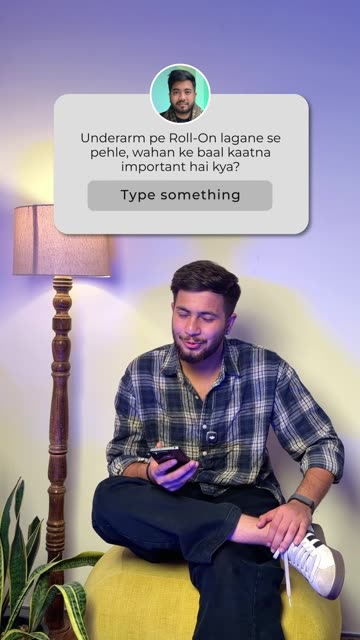 Underarm pe Roll-On lagane se
pehle, wahan ke baal kaatna
important hai kya?
Type something